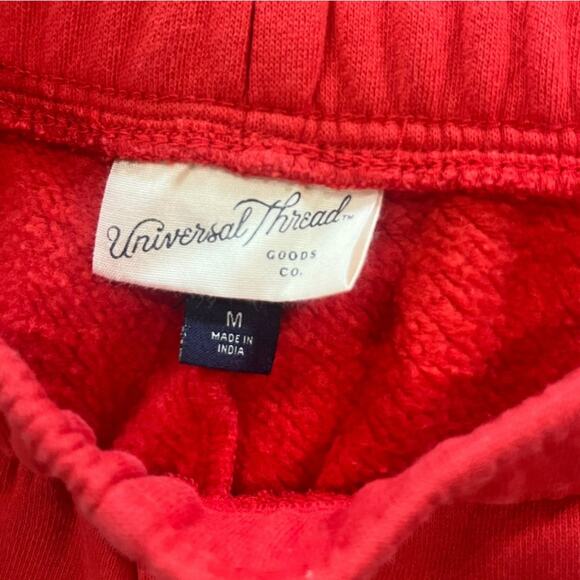 Universal Thread™
GOODS
CO.
M
MADE IN
INDIA